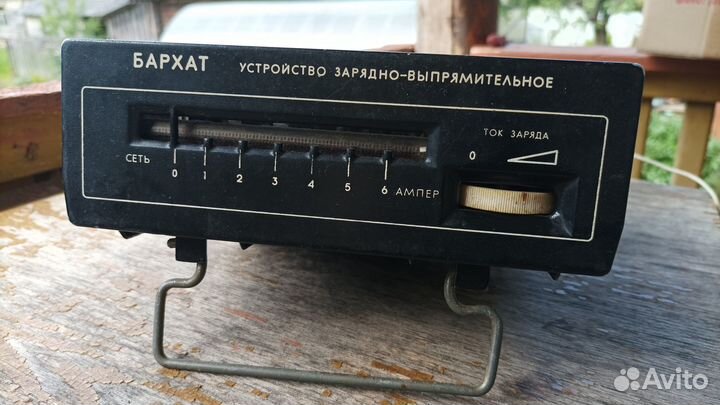 БАРХАТ УСТРОЙСТВО ЗАРЯДНО-ВЫПРЯМИТЕЛЬНОЕ
ТОК ЗАРЯДА
0
СЕТЬ
0 1 2 3 4 5 6 АМПЕР
Avito